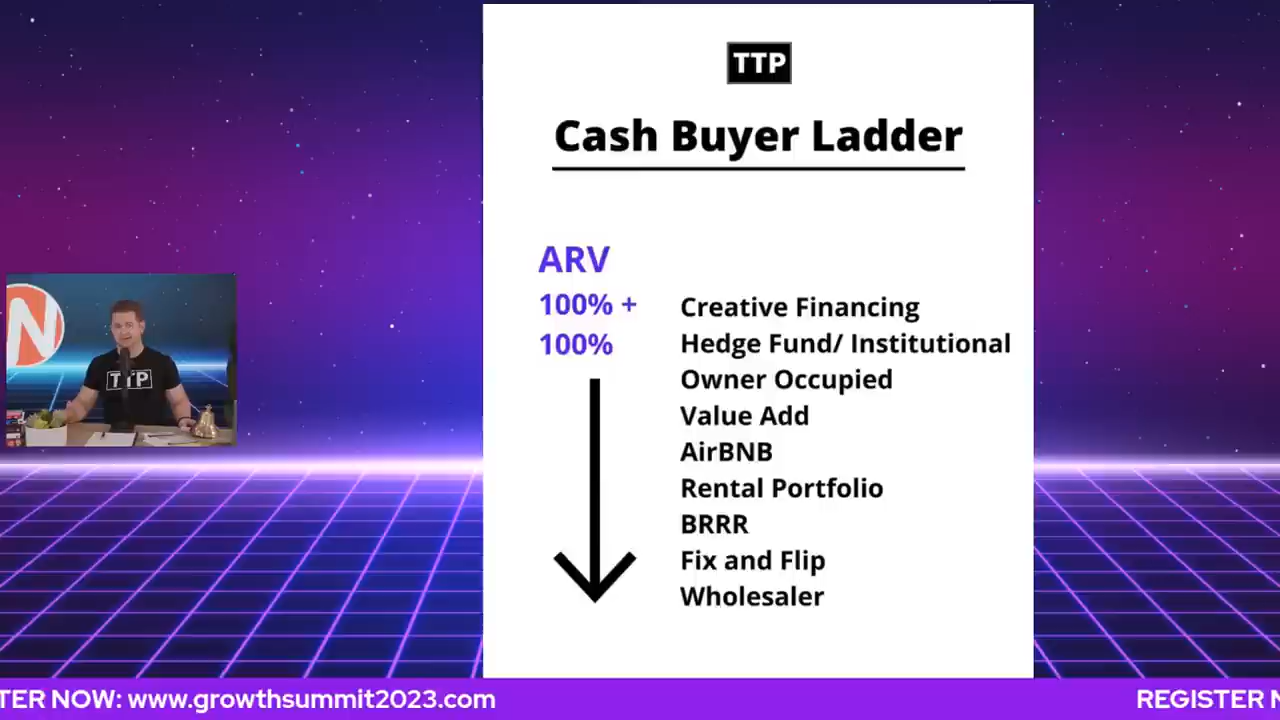 TTP
Cash Buyer Ladder
ARV
100% + Creative Financing
100% Hedge Fund/ Institutional
Owner Occupied
Value Add
AirBNB
Rental Portfolio
BRRR
Fix and Flip
Wholesaler
N
TTP
TER NOW: www.growthsummit2023.com
REGISTER N